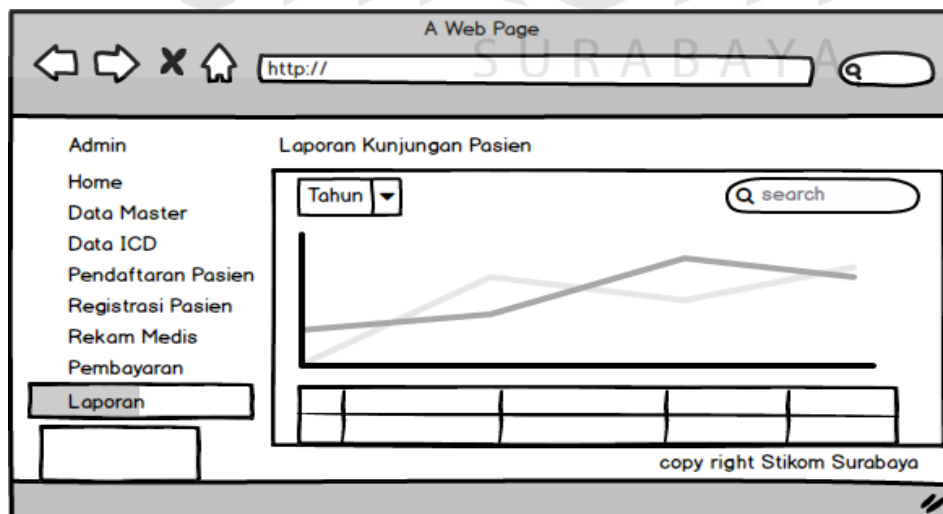 A Web Page
SURABAYA
http://
Admin
Home
Data Master
Data ICD
Pendaftaran Pasien
Registrasi Pasien
Rekam Medis
Pembayaran
Laporan
Laporan Kunjungan Pasien
Tahun
search
copy right Stikom Surabaya